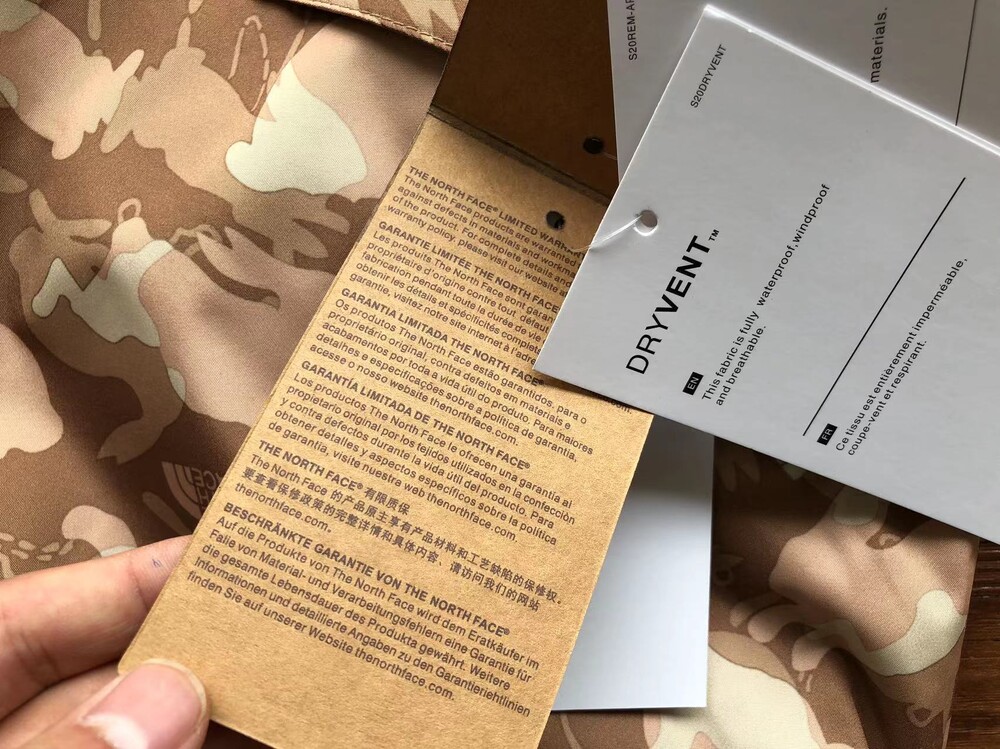 THE NORTH FACE® LIMITED
The North Face products are warranted
against defects in materials and
of the product. For complete details and
warranty policy, please visit our website
GARANTIE LIMITÉE THE NORTH FACE
Les produits The North Face sont
propriétaire d'origine contre tout défaut
fabrication pendant toute la durée de vie
obtenir les détails et spécificités
garantie, visitez notre site internet à
GARANTIA LIMITADA THE NORTH FACE®
Os produtos The North Face estão garantidos, para o
proprietário original, contra defeitos em materiais e
acabamentos por toda a vida útil do produto. Para maiores
detalhes e especificações sobre a política de garantia,
acesse o nosso website thenorthface.com.
GARANTÍA LIMITADA DE THE NORTH FACE®
Los productos The North Face le ofrecen una garantía al
propietario original por los tejidos utilizados en la confección
y contra defectos durante la vida útil del producto. Para
obtener detalles y aspectos específicos sobre la política
de garantía, visite nuestra web thenorthface.com.
THE NORTH FACE® 有限质保
The North Face 的产品原主享有产品材料和工艺缺陷的保修权。
要查看保修政策的完整详情和具体内容、请访问我们的网站
thenorthface.com.
BESCHRÄNKTE GARANTIE VON THE NORTH FACE®
Auf die Produkte von The North Face wird dem Eratkäufer im
Falle von Material-und Verarbeitungsfehlern eine Garantie für
die gesamte Lebensdauer des Produkta gewährt. Weitere
Informationen und detaillierte Angaben zu den Garantieriehtlinien
finden Sie auf unserer Website thenorthface.com.
S20DRYVENT
DRYVENT™
EN
This fabric is fully waterproof,windproof
and breathable.
FR
Ce tissu est entiérement imperméable,
coupe-vent et respirant.
materials.